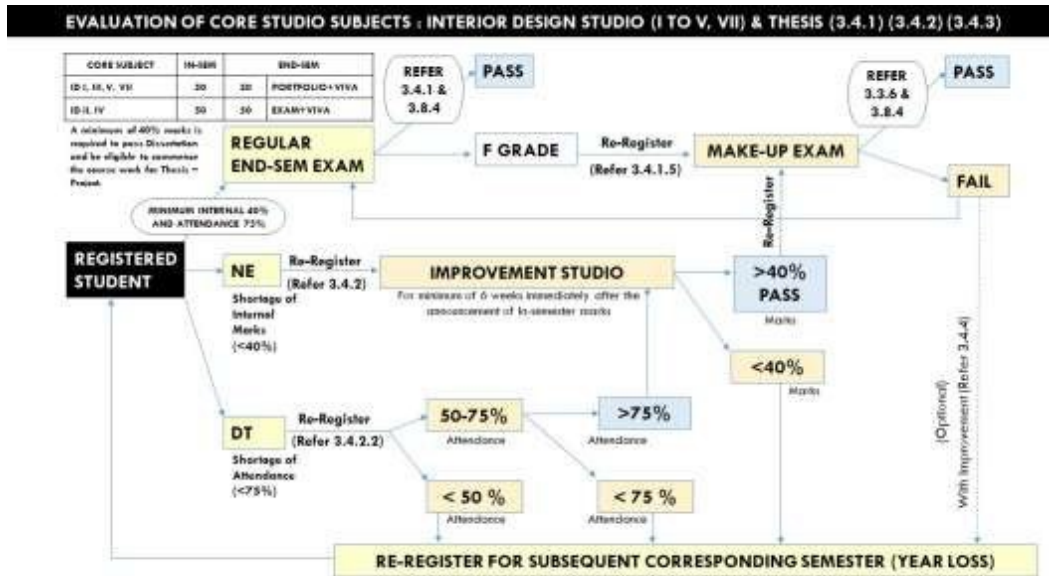 EVALUATION OF CORE STUDIO SUBJECTS : INTERIOR DESIGN STUDIO (I TO V, VII) & THESIS (3.4.1) (3.4.2) (3.4.3)
CORE SUBJECT IN-SEM END-SEM
ID I, III, V, VII 50 50 PORTFOLIO+VIVA
ID II, IV 50 50 EXAM+VIVA
A minimum of 40% marks is
required to pass Dissertation
and be eligible to commence
the course work for Thesis –
Project
REFER
3.4.1 &
3.8.4
PASS
REFER
3.3.6 &
3.8.4
PASS
REGULAR
END-SEM EXAM
F GRADE
Re-Register
(Refer 3.4.1.5)
MAKE-UP EXAM
FAIL
MINIMUM INTERNAL 40%
AND ATTENDANCE 75%
Re-Register
REGISTERED
STUDENT
NE
Shortage of
Internal
Marks
(<40%)
Re-Register
(Refer 3.4.2)
IMPROVEMENT STUDIO
For minimum of 6 weeks immediately after the
announcement of In-semester marks
>40%
PASS
Marks
<40%
Marks
(Optional)
With Improvement (Refer 3.4.4)
DT
Shortage of
Attendance
(<75%)
Re-Register
(Refer 3.4.2.2)
50-75%
Attendance
>75%
Attendance
< 50 %
Attendance
< 75 %
Attendance
RE-REGISTER FOR SUBSEQUENT CORRESPONDING SEMESTER (YEAR LOSS)